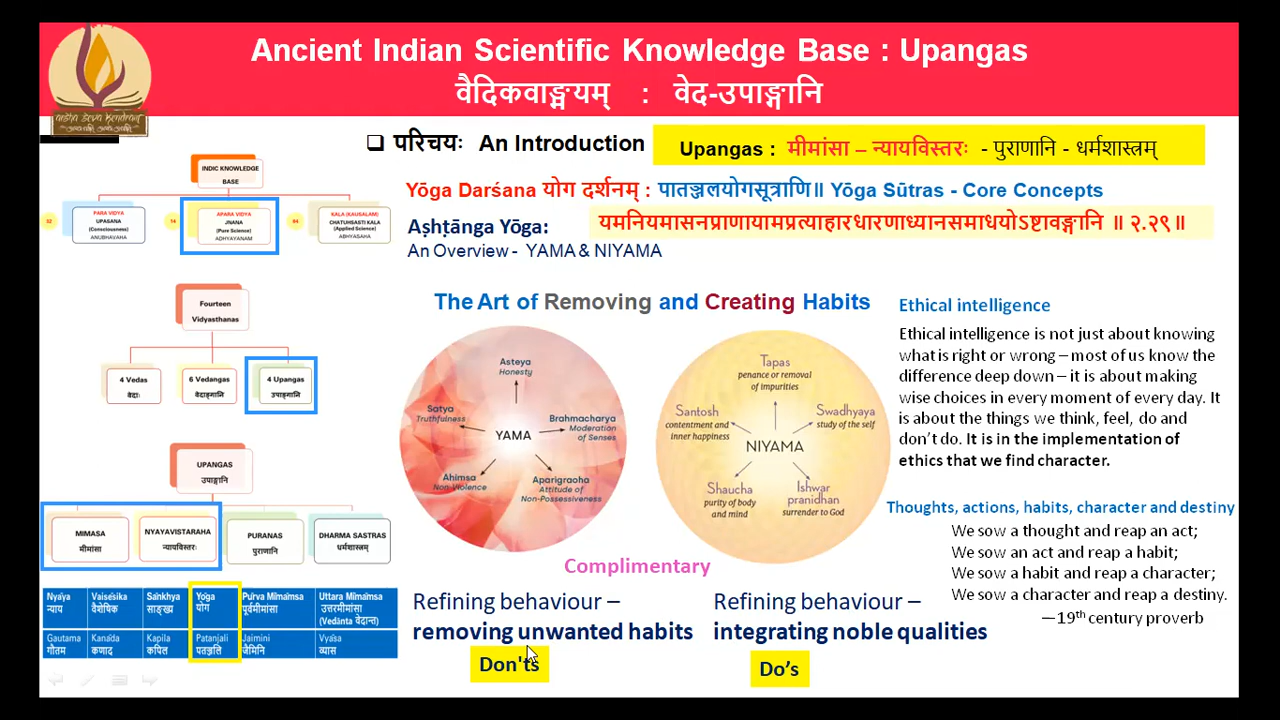 Ancient Indian Scientific Knowledge Base : Upangas
वैदिकवाङ्मयम् : वेद-उपाङ्गानि
arsha seva kendram
परिचयः An Introduction
Upangas : मीमांसा – न्यायविस्तरः - पुराणानि - धर्मशास्त्रम्
Yōga Darśana योग दर्शनम् : पातञ्जलयोगसूत्राणि॥ Yōga Sūtras - Core Concepts
Aṣhṭānga Yōga:
यमनियमासनप्राणायामप्रत्याहारधारणाध्यानसमाधयोऽष्टावङ्गानि ॥ २.२९॥
An Overview - YAMA & NIYAMA
INDIC KNOWLEDGE
BASE
32
PARA VIDYA
UPASANA
(Consciousness)
ANUBHAVAHA
14
APARA VIDYA
JNANA
(Pure Science)
ADHYAYANAM
64
KALA (KAUSALAM)
CHATUHSASTI KALA
(Applied Science)
ABHYASAHA
Fourteen
Vidyasthanas
4 Vedas
वेदाः
6 Vedangas
वेदाङ्गानि
4 Upangas
उपाङ्गानि
UPANGAS
उपाङ्गानि
MIMASA
मीमांसा
NYAYAVISTARAHA
न्यायविस्तरः
PURANAS
पुराणानि
DHARMA SASTRAS
धर्मशास्त्रम्
Nyāya
न्याय
Vaiśeśika
वैशेषिक
Sāṅkhya
साङ्ख्य
Yōga
योग
Pūrva Mīmāṁsa
पूर्वमीमांसा
Uttara Mīmāṁsa
उत्तरमीमांसा
(Vedānta वेदान्त)
Gautama
गौतम
Kanāda
कणाद
Kapila
कपिल
Patanjali
पतञ्जलि
Jaimini
जैमिनि
Vyāsa
व्यास
The Art of Removing and Creating Habits
Asteya
Honesty
Satya
Truthfulness
Brahmacharya
Moderation
of Senses
YAMA
Ahimsa
Non-Violence
Aparigraoha
Attitude of
Non-Possessiveness
Tapas
penance or removal
of impurities
Santosh
contentment and
inner happiness
Swadhyaya
study of the self
NIYAMA
Shaucha
purity of body
and mind
Ishwar
pranidhan
surrender to God
Complimentary
Refining behaviour –
removing unwanted habits
Don'ts
Refining behaviour –
integrating noble qualities
Do’s
Ethical intelligence
Ethical intelligence is not just about knowing
what is right or wrong – most of us know the
difference deep down – it is about making
wise choices in every moment of every day. It
is about the things we think, feel, do and
don’t do. It is in the implementation of
ethics that we find character.
Thoughts, actions, habits, character and destiny
We sow a thought and reap an act;
We sow an act and reap a habit;
We sow a habit and reap a character;
We sow a character and reap a destiny.
—19th century proverb